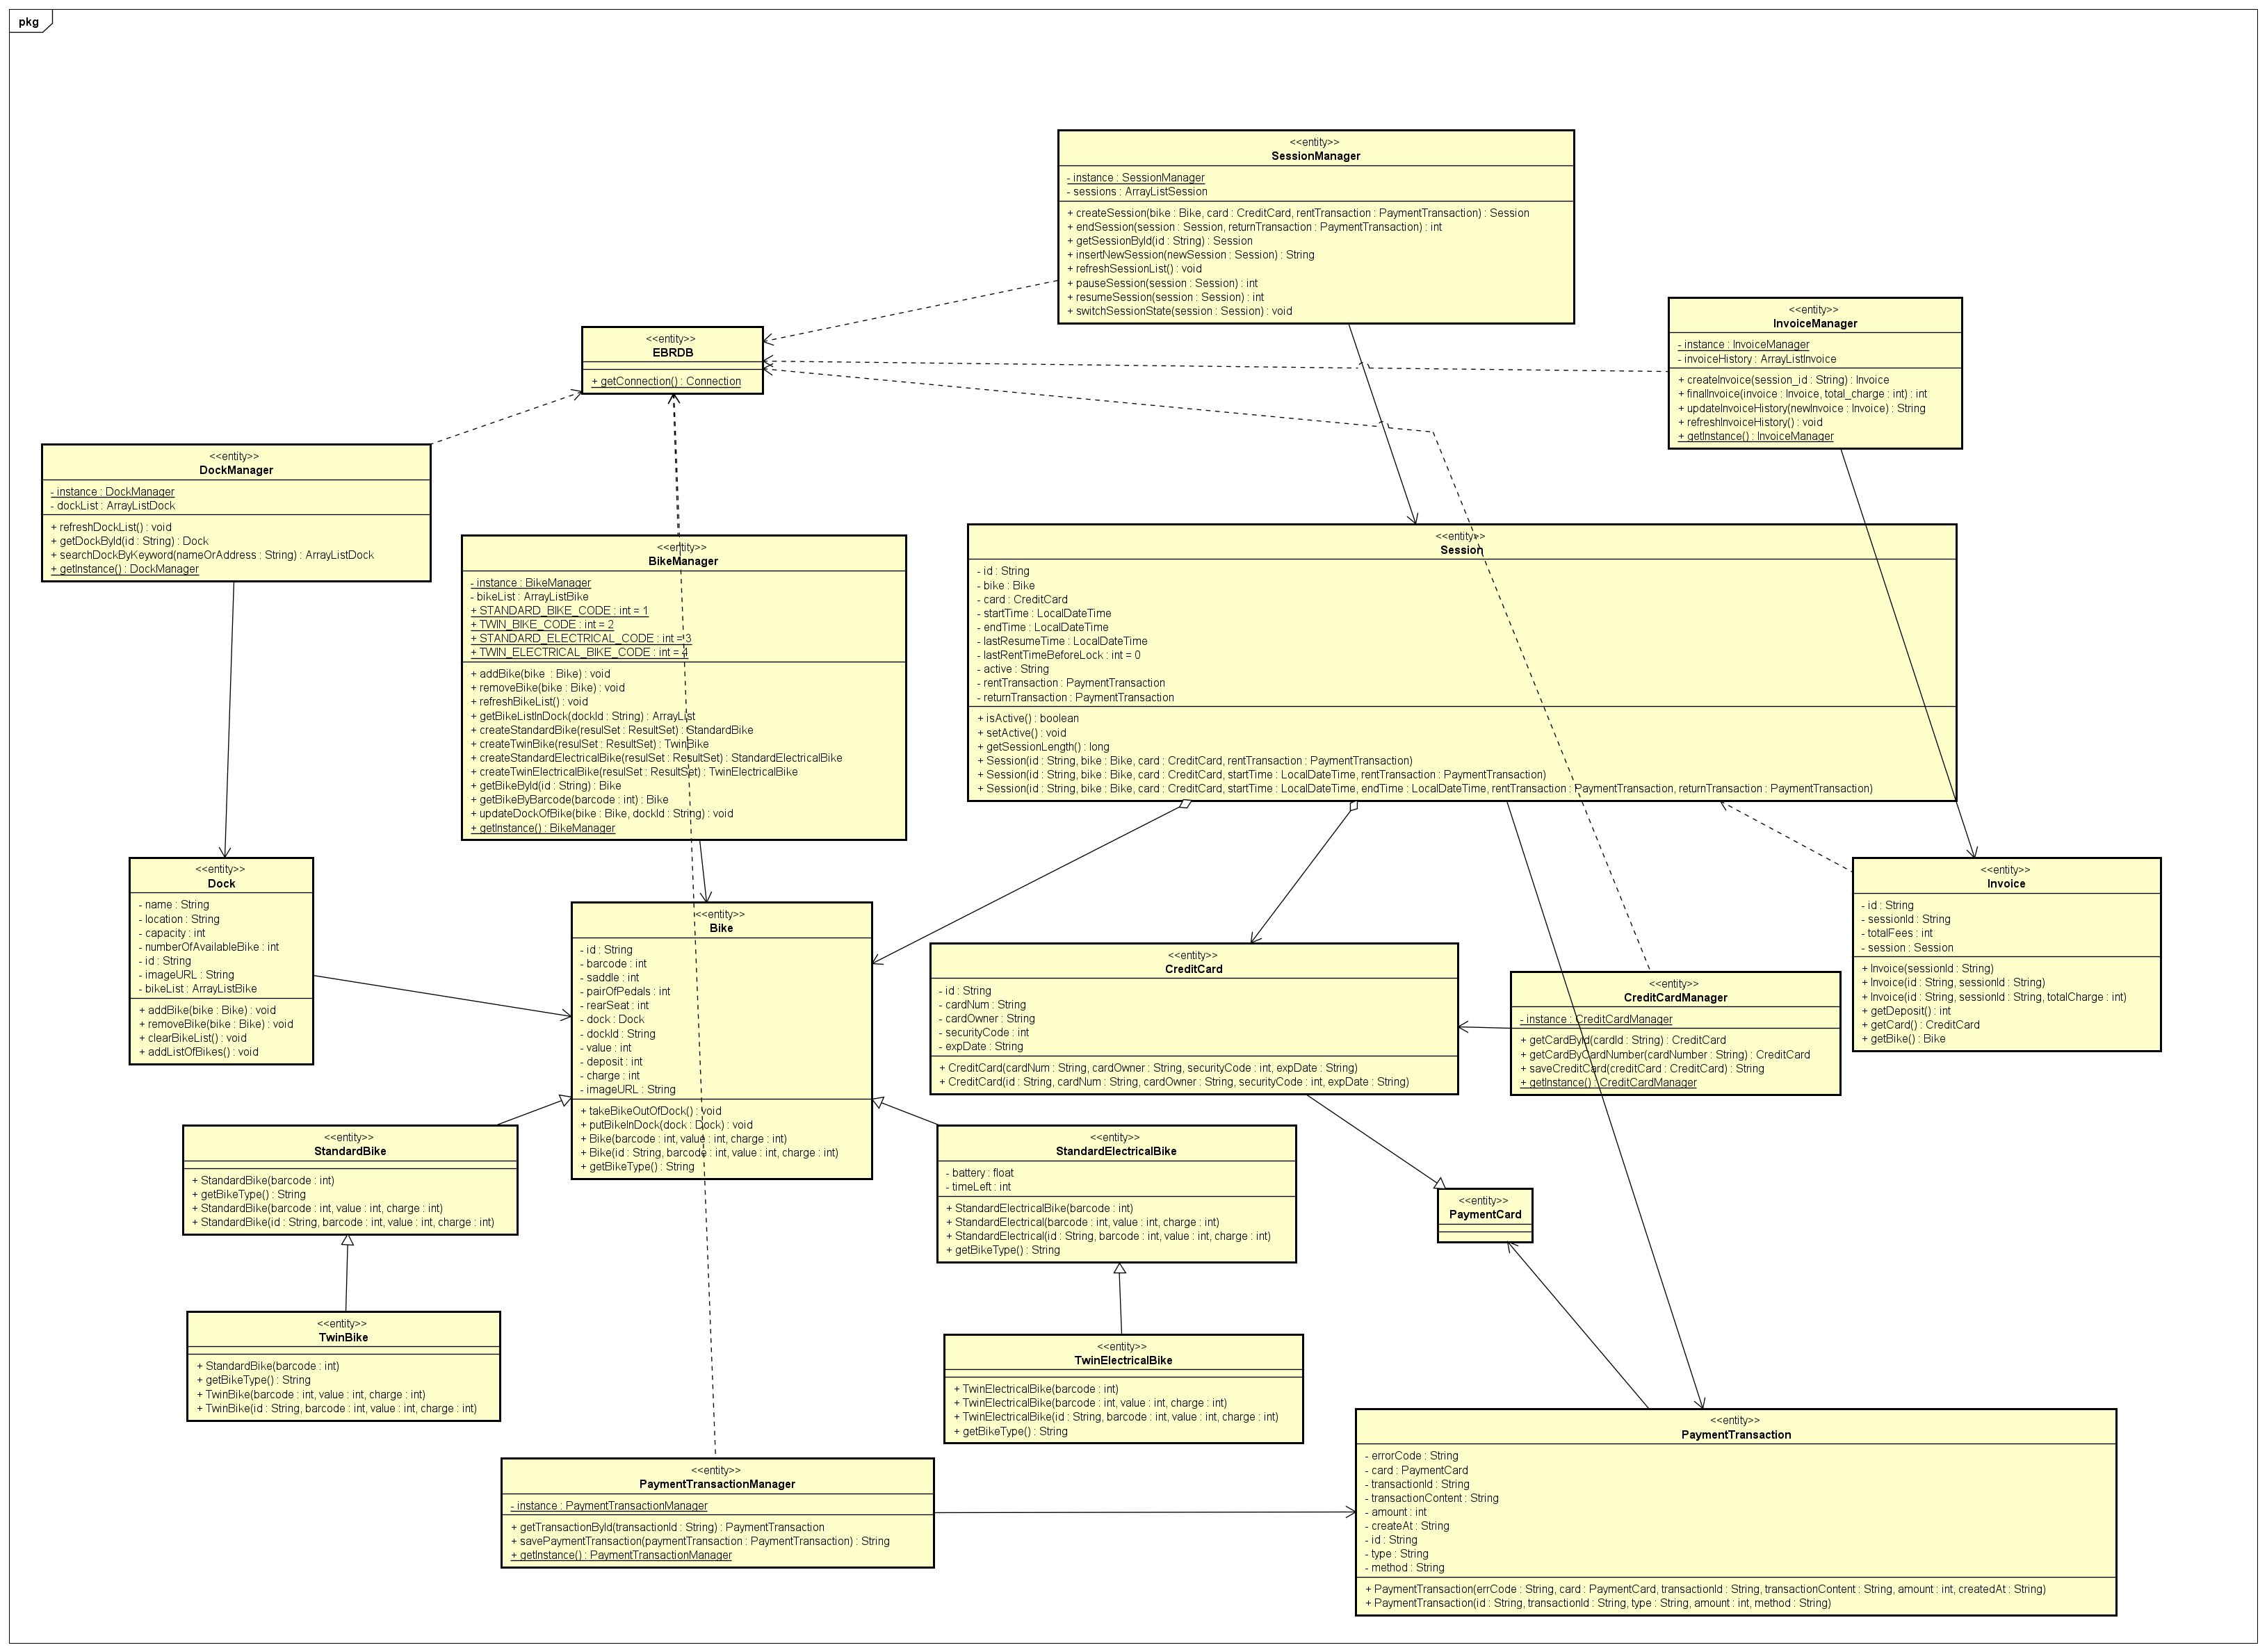 pkg
<<entity>>
SessionManager
- instance : SessionManager
- sessions : ArrayListSession
+ createSession(bike : Bike, card : CreditCard, rentTransaction : PaymentTransaction) : Session
+ endSession(session : Session, returnTransaction : PaymentTransaction) : int
+ getSessionById(id : String) : Session
+ insertNewSession(newSession : Session) : String
+ refreshSessionList() : void
+ pauseSession(session : Session) : int
+ resumeSession(session : Session) : int
+ switchSessionState(session : Session) : void
<<entity>>
InvoiceManager
- instance : InvoiceManager
- invoiceHistory : ArrayListInvoice
+ createInvoice(session_id : String) : Invoice
+ finalInvoice(invoice : Invoice, total_charge : int) : int
+ updateInvoiceHistory(newInvoice : Invoice) : String
+ refreshInvoiceHistory() : void
+ getInstance() : InvoiceManager
<<entity>>
EBRDB
+ getConnection() : Connection
<<entity>>
DockManager
- instance : DockManager
- dockList : ArrayListDock
+ refreshDockList() : void
+ getDockById(id : String) : Dock
+ searchDockByKeyword(nameOrAddress : String) : ArrayListDock
+ getInstance() : DockManager
<<entity>>
BikeManager
- instance : BikeManager
- bikeList : ArrayListBike
+ STANDARD_BIKE_CODE : int = 1
+ TWIN_BIKE_CODE : int = 2
+ STANDARD_ELECTRICAL_CODE : int = 3
+ TWIN_ELECTRICAL_BIKE_CODE : int = 4
+ addBike(bike : Bike) : void
+ removeBike(bike : Bike) : void
+ refreshBikeList() : void
+ getBikeListInDock(dockId : String) : ArrayList
+ createStandardBike(resulSet : ResultSet) : StandardBike
+ createTwinBike(resulSet : ResultSet) : TwinBike
+ createStandardElectricalBike(resulSet : ResultSet) : StandardElectricalBike
+ createTwinElectricalBike(resulSet : ResultSet) : TwinElectricalBike
+ getBikeById(id : String) : Bike
+ getBikeByBarcode(barcode : int) : Bike
+ updateDockOfBike(bike : Bike, dockId : String) : void
+ getInstance() : BikeManager
<<entity>>
Session
- id : String
- bike : Bike
- card : CreditCard
- startTime : LocalDateTime
- endTime : LocalDateTime
- lastResumeTime : LocalDateTime
- lastRentTimeBeforeLock : int = 0
- active : String
- rentTransaction : PaymentTransaction
- returnTransaction : PaymentTransaction
+ isActive() : boolean
+ setActive() : void
+ getSessionLength() : long
+ Session(id : String, bike : Bike, card : CreditCard, rentTransaction : PaymentTransaction)
+ Session(id : String, bike : Bike, card : CreditCard, startTime : LocalDateTime, rentTransaction : PaymentTransaction)
+ Session(id : String, bike : Bike, card : CreditCard, startTime : LocalDateTime, endTime : LocalDateTime, rentTransaction : PaymentTransaction, returnTransaction : PaymentTransaction)
<<entity>>
Dock
- name : String
- location : String
- capacity : int
- numberOfAvailableBike : int
- id : String
- imageURL : String
- bikeList : ArrayListBike
+ addBike(bike : Bike) : void
+ removeBike(bike : Bike) : void
+ clearBikeList() : void
+ addListOfBikes() : void
<<entity>>
Bike
- id : String
- barcode : int
- saddle : int
- pairOfPedals : int
- rearSeat : int
- dock : Dock
- dockId : String
- value : int
- deposit : int
- charge : int
- imageURL : String
+ takeBikeOutOfDock() : void
+ putBikeInDock(dock : Dock) : void
+ Bike(barcode : int, value : int, charge : int)
+ Bike(id : String, barcode : int, value : int, charge : int)
+ getBikeType() : String
<<entity>>
CreditCard
- id : String
- cardNum : String
- cardOwner : String
- securityCode : int
- expDate : String
+ CreditCard(cardNum : String, cardOwner : String, securityCode : int, expDate : String)
+ CreditCard(id : String, cardNum : String, cardOwner : String, securityCode : int, expDate : String)
<<entity>>
CreditCardManager
- instance : CreditCardManager
+ getCardById(cardId : String) : CreditCard
+ getCardByCardNumber(cardNumber : String) : CreditCard
+ saveCreditCard(creditCard : CreditCard) : String
+ getInstance() : CreditCardManager
<<entity>>
Invoice
- id : String
- sessionId : String
- totalFees : int
- session : Session
+ Invoice(sessionId : String)
+ Invoice(id : String, sessionId : String)
+ Invoice(id : String, sessionId : String, totalCharge : int)
+ getDeposit() : int
+ getCard() : CreditCard
+ getBike() : Bike
<<entity>>
StandardBike
+ StandardBike(barcode : int)
+ getBikeType() : String
+ StandardBike(barcode : int, value : int, charge : int)
+ StandardBike(id : String, barcode : int, value : int, charge : int)
<<entity>>
StandardElectricalBike
- battery : float
- timeLeft : int
+ StandardElectricalBike(barcode : int)
+ StandardElectrical(barcode : int, value : int, charge : int)
+ StandardElectrical(id : String, barcode : int, value : int, charge : int)
+ getBikeType() : String
<<entity>>
PaymentCard
<<entity>>
TwinBike
+ StandardBike(barcode : int)
+ getBikeType() : String
+ TwinBike(barcode : int, value : int, charge : int)
+ TwinBike(id : String, barcode : int, value : int, charge : int)
<<entity>>
TwinElectricalBike
+ TwinElectricalBike(barcode : int)
+ TwinElectricalBike(barcode : int, value : int, charge : int)
+ TwinElectricalBike(id : String, barcode : int, value : int, charge : int)
+ getBikeType() : String
<<entity>>
PaymentTransactionManager
- instance : PaymentTransactionManager
+ getTransactionById(transactionId : String) : PaymentTransaction
+ savePaymentTransaction(paymentTransaction : PaymentTransaction) : String
+ getInstance() : PaymentTransactionManager
<<entity>>
PaymentTransaction
- errorCode : String
- card : PaymentCard
- transactionId : String
- transactionContent : String
- amount : int
- createAt : String
- id : String
- type : String
- method : String
+ PaymentTransaction(errCode : String, card : PaymentCard, transactionId : String, transactionContent : String, amount : int, createdAt : String)
+ PaymentTransaction(id : String, transactionId : String, type : String, amount : int, method : String)